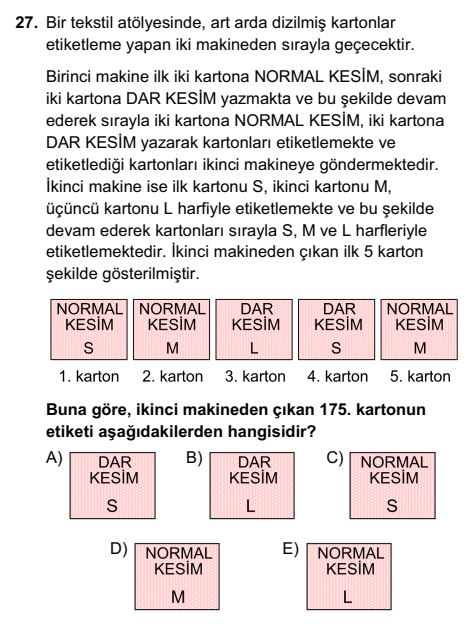 27. Bir tekstil atölyesinde, art arda dizilmiş kartonlar
etiketleme yapan iki makineden sırayla geçecektir.
Birinci makine ilk iki kartona NORMAL KESİM, sonraki
iki kartona DAR KESİM yazmakta ve bu şekilde devam
ederek sırayla iki kartona NORMAL KESİM, iki kartona
DAR KESİM yazarak kartonları etiketlemekte ve
etiketlediği kartonları ikinci makineye göndermektedir.
İkinci makine ise ilk kartonu S, ikinci kartonu M,
üçüncü kartonu L harfiyle etiketlemekte ve bu şekilde
devam ederek kartonları sırayla S, M ve L harfleriyle
etiketlemektedir. İkinci makineden çıkan ilk 5 karton
şekilde gösterilmiştir.
NORMAL NORMAL DAR DAR NORMAL
KESİM KESİM KESİM KESİM KESİM
S M L S M
1. karton 2. karton 3. karton 4. karton 5. karton
Buna göre, ikinci makineden çıkan 175. kartonun
etiketi aşağıdakilerden hangisidir?
A) DAR KESİM S
B) DAR KESİM L
C) NORMAL KESİM S
D) NORMAL KESİM M
E) NORMAL KESİM L